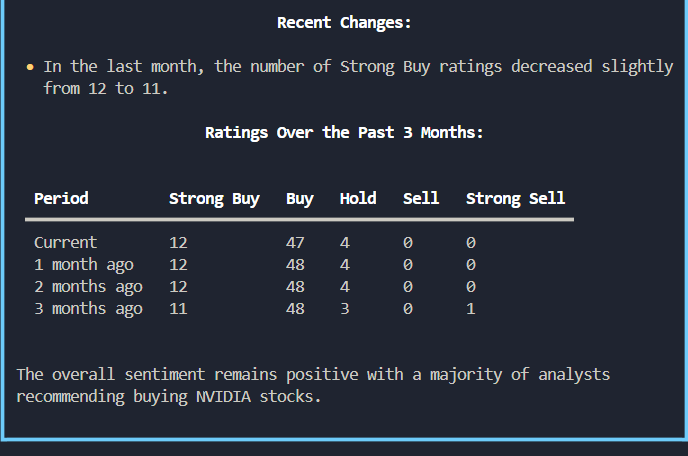 Recent Changes:
• In the last month, the number of Strong Buy ratings decreased slightly
from 12 to 11.
Ratings Over the Past 3 Months:
Period Strong Buy Buy Hold Sell Strong Sell
Current 12 47 4 0 0
1 month ago 12 48 4 0 0
2 months ago 12 48 4 0 0
3 months ago 11 48 3 0 1
The overall sentiment remains positive with a majority of analysts
recommending buying NVIDIA stocks.